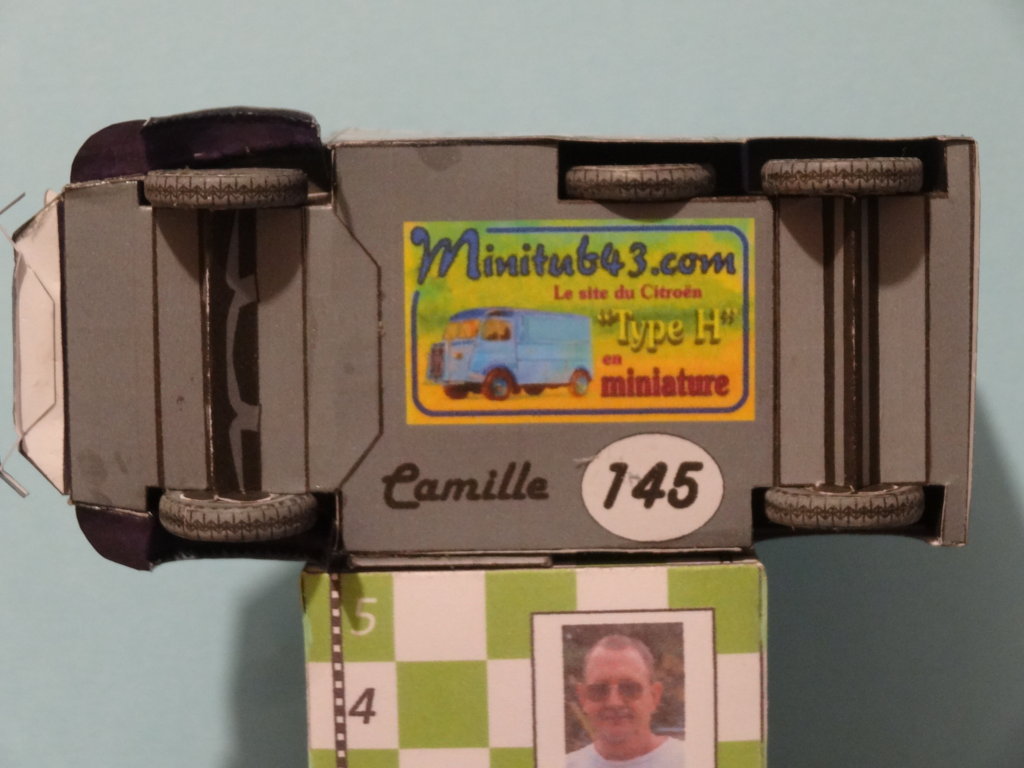 Minitub43.com
Le site du Citroën
"Type H"
en
miniature
Camille
145
5
4